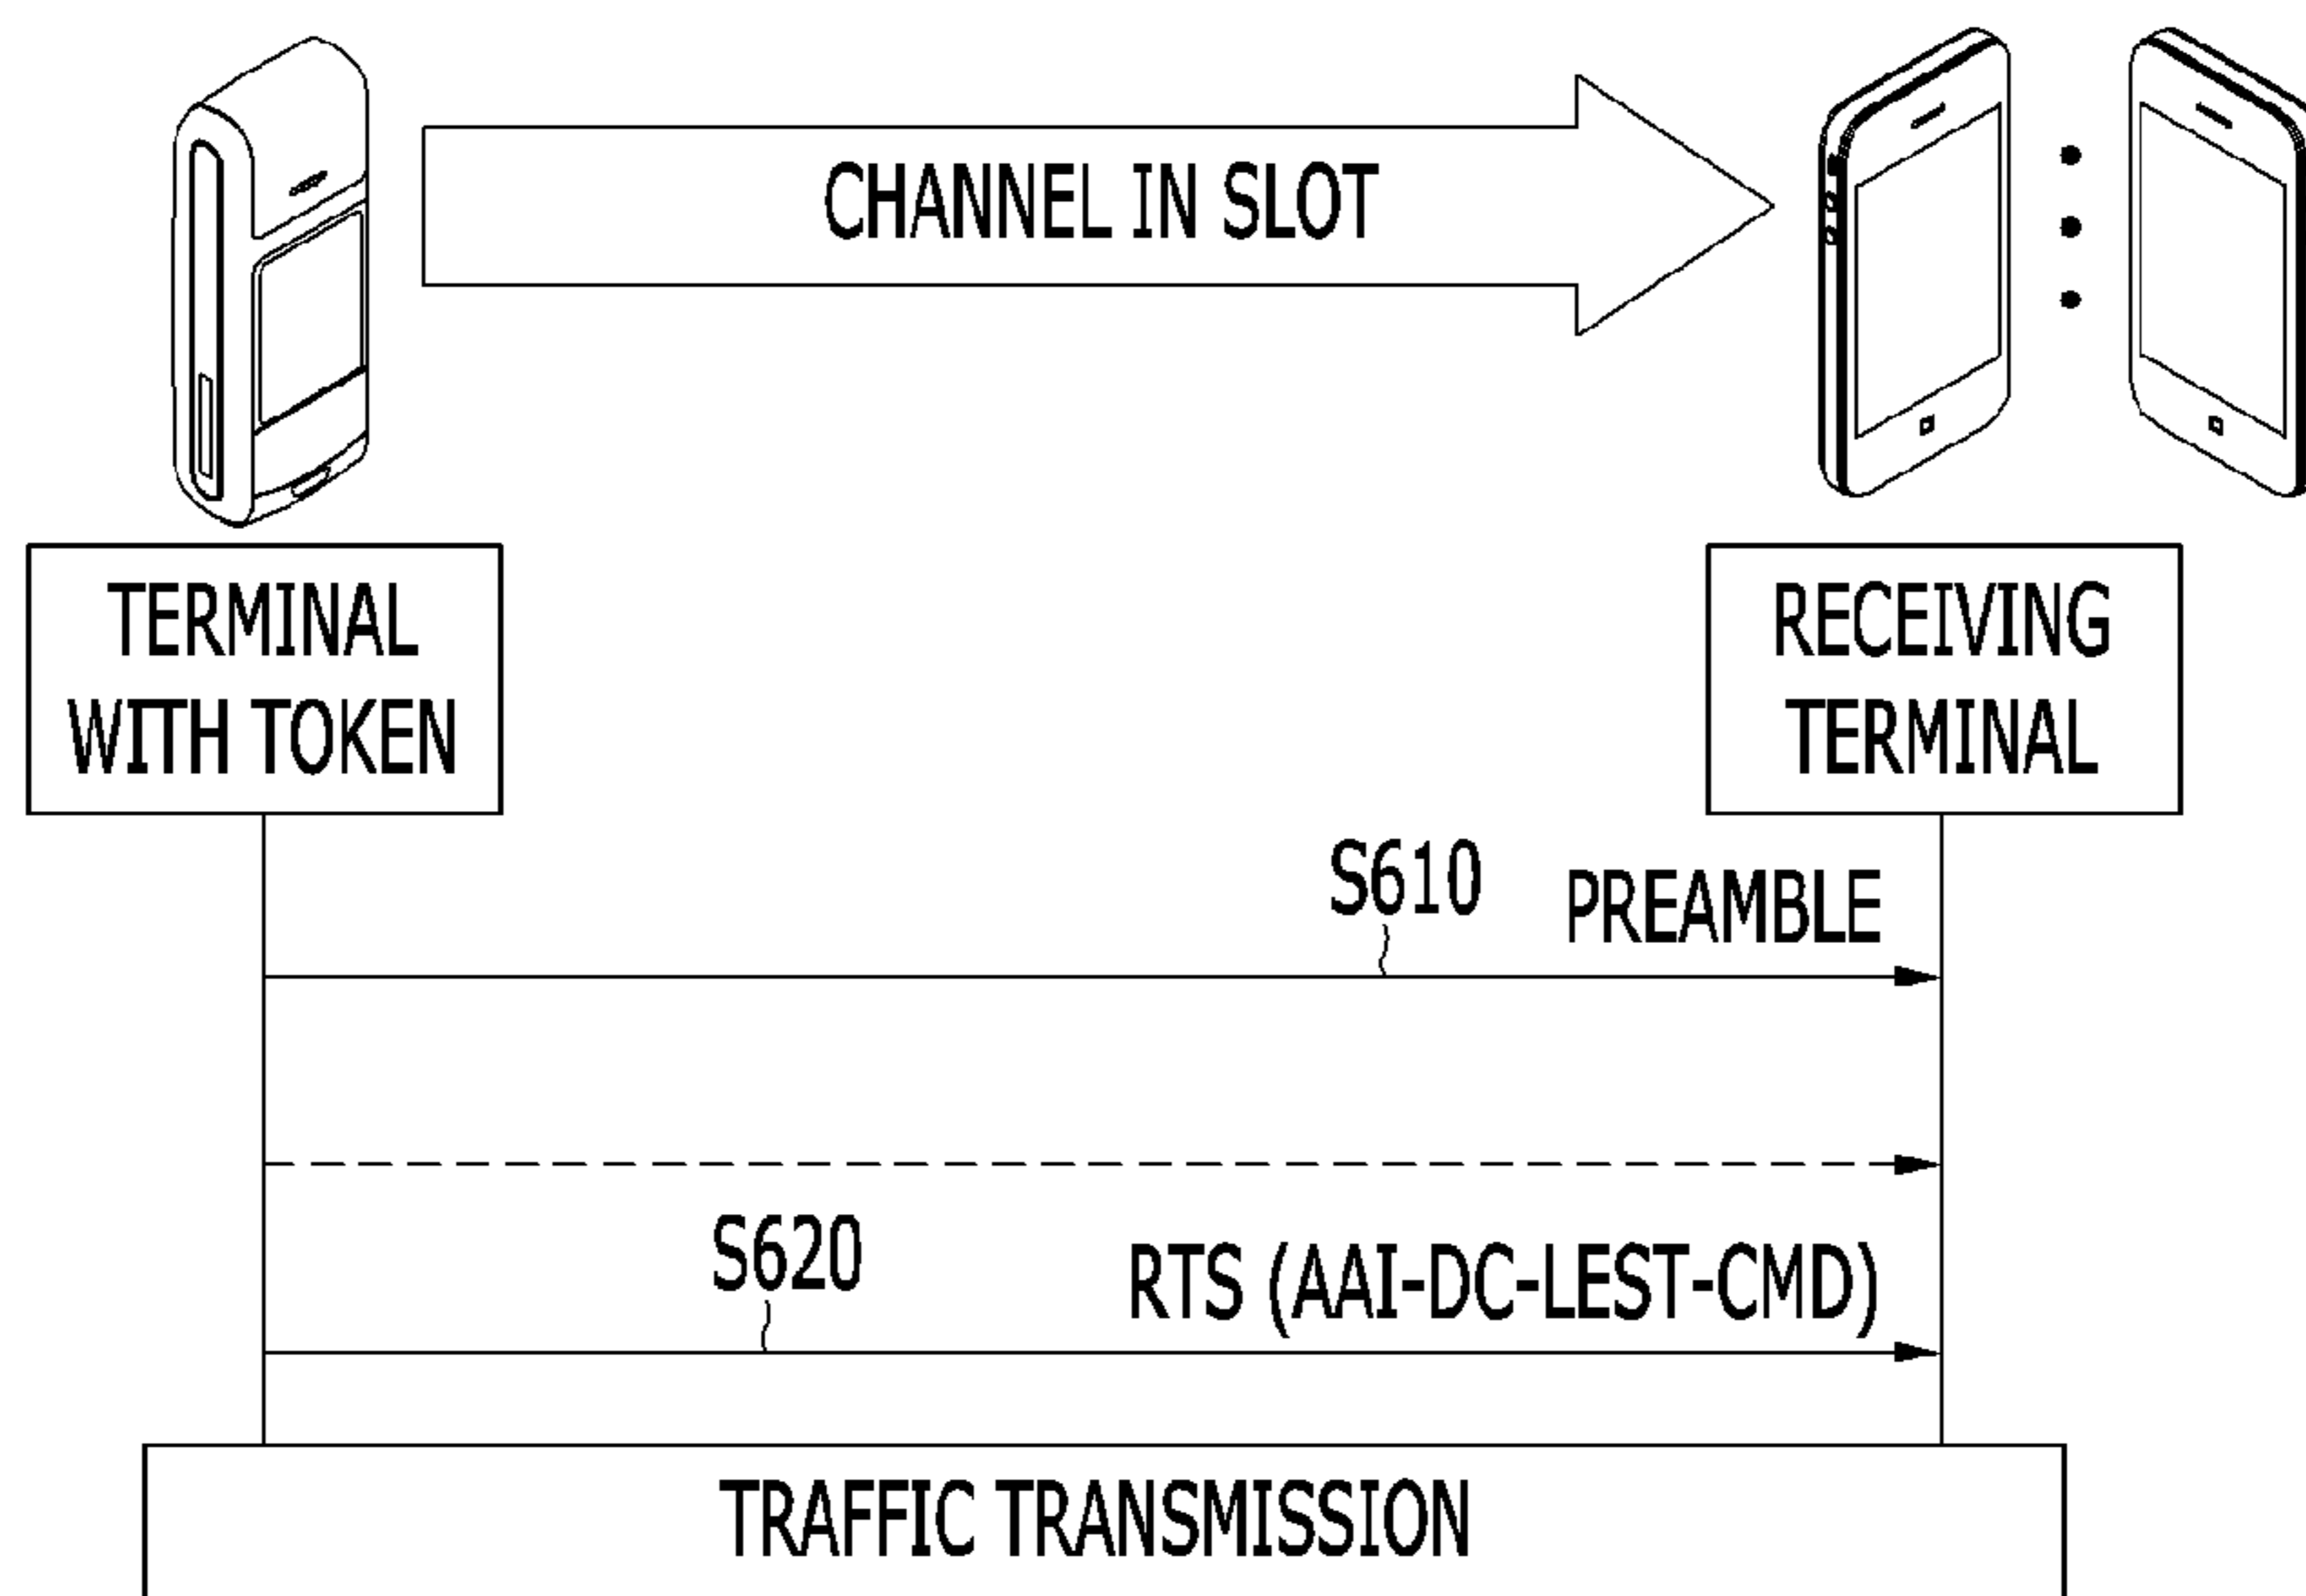 CHANNEL IN SLOT
TERMINAL
WITH TOKEN
RECEIVING
TERMINAL
S610
PREAMBLE
S620
RTS (AAI-DC-LEST-CMD)
TRAFFIC TRANSMISSION